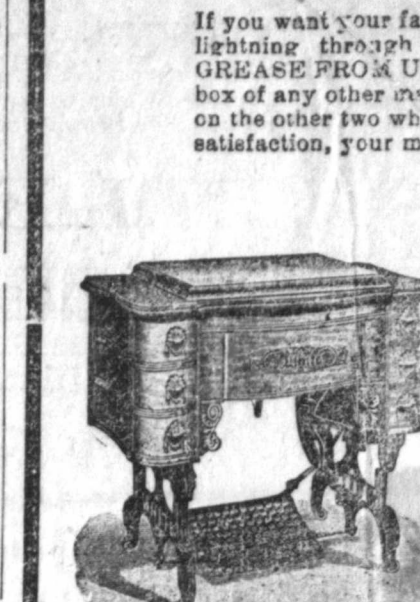 If you want your fa
lightning through
GREASE FROM U
box of any other
on the other two wh
satisfaction, your m